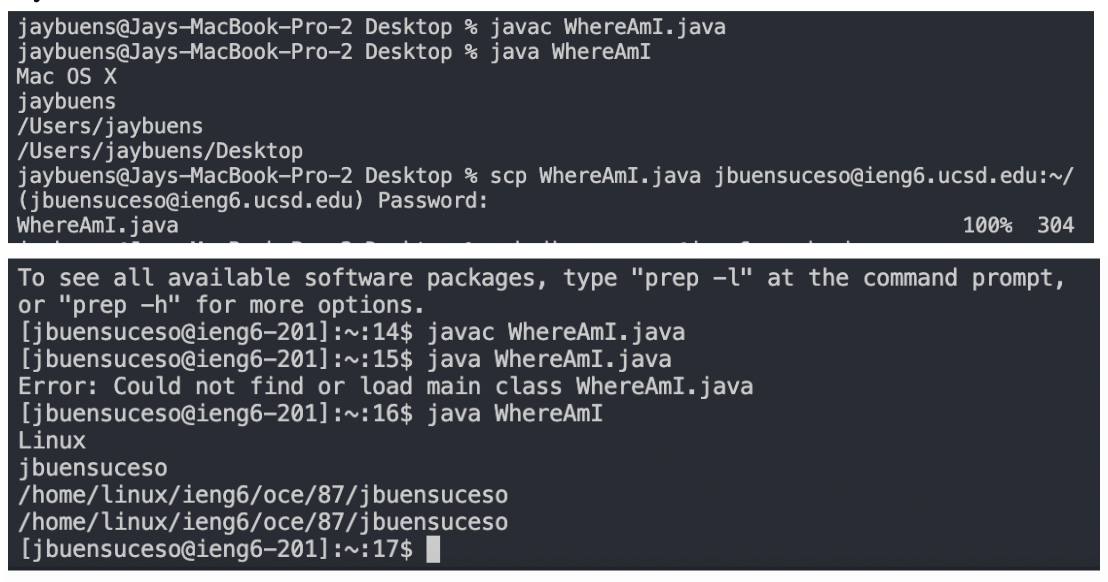 jaybuens@Jays-MacBook-Pro-2 Desktop % javac WhereAmI.java
jaybuens@Jays-MacBook-Pro-2 Desktop % java WhereAmI
Mac OS X
jaybuens
/Users/jaybuens
/Users/jaybuens/Desktop
jaybuens@Jays-MacBook-Pro-2 Desktop % scp WhereAmI.java jbuensuceso@ieng6.ucsd.edu:~/
(jbuensuceso@ieng6.ucsd.edu) Password:
WhereAmI.java 100% 304
To see all available software packages, type "prep -l" at the command prompt,
or "prep -h" for more options.
[jbuensuceso@ieng6-201]:~:14$ javac WhereAmI.java
[jbuensuceso@ieng6-201]:~:15$ java WhereAmI.java
Error: Could not find or load main class WhereAmI.java
[jbuensuceso@ieng6-201]:~:16$ java WhereAmI
Linux
jbuensuceso
/home/linux/ieng6/oce/87/jbuensuceso
/home/linux/ieng6/oce/87/jbuensuceso
[jbuensuceso@ieng6-201]:~:17$